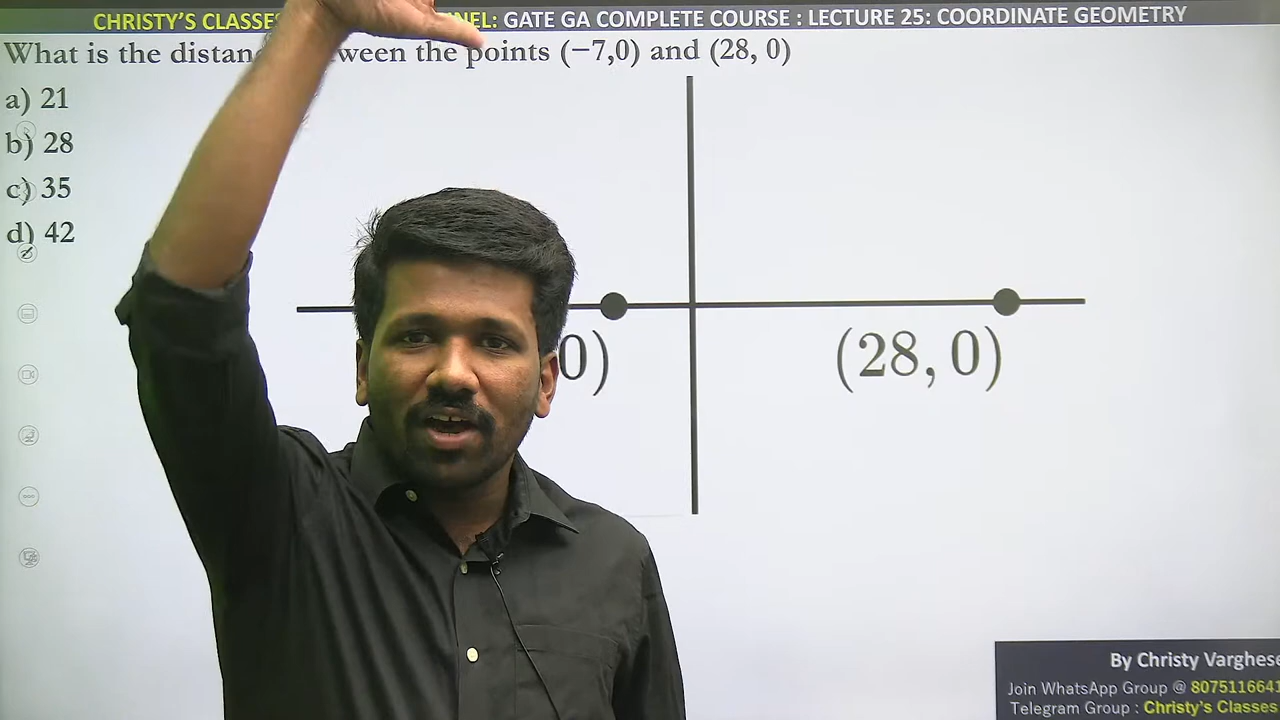 CHRISTY'S CLASSES NEL: GATE GA COMPLETE COURSE : LECTURE 25: COORDINATE GEOMETRY
What is the distan ween the points (−7,0) and (28, 0)
a) 21
b) 28
c) 35
d) 42
0)
(28, 0)
By Christy Varghese
Join WhatsApp Group @ 8075116641
Telegram Group : Christy's Classes